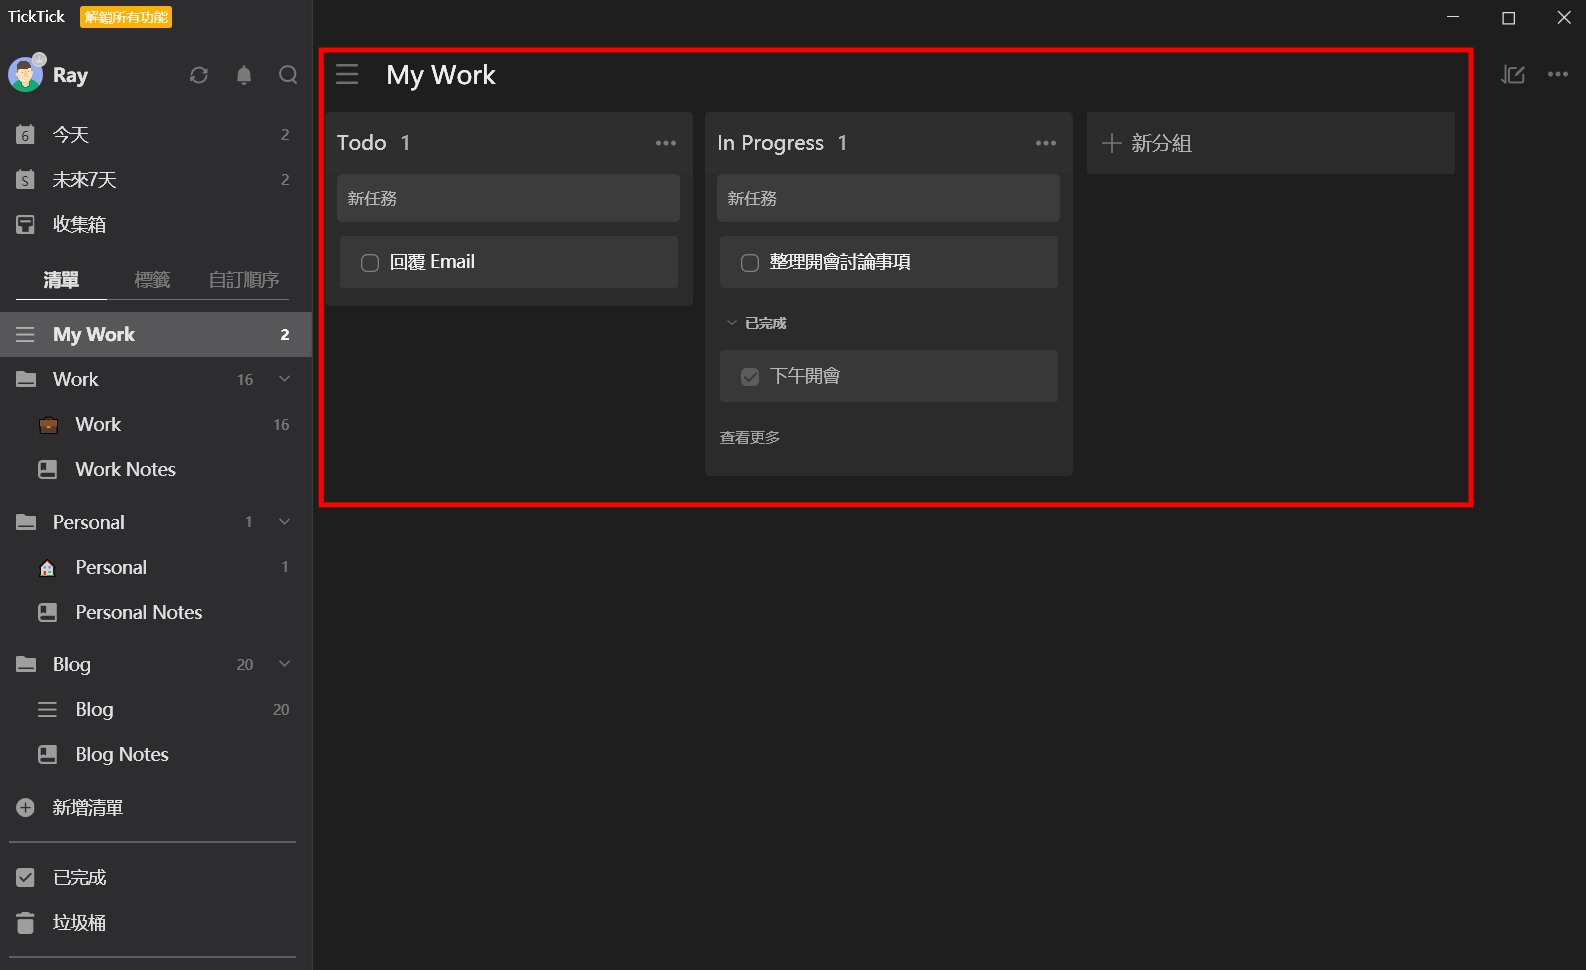 TickTick 解鎖所有功能
Ray
6 今天 2
S 未來7天 2
收集箱
清單 標籤 自訂順序
My Work 2
Work 16
Work 16
Work Notes
Personal 1
Personal 1
Personal Notes
Blog 20
Blog 20
Blog Notes
新增清單
已完成
垃圾桶
My Work
Todo 1
新任務
回覆 Email
In Progress 1
新任務
整理開會討論事項
已完成
下午開會
查看更多
新分組